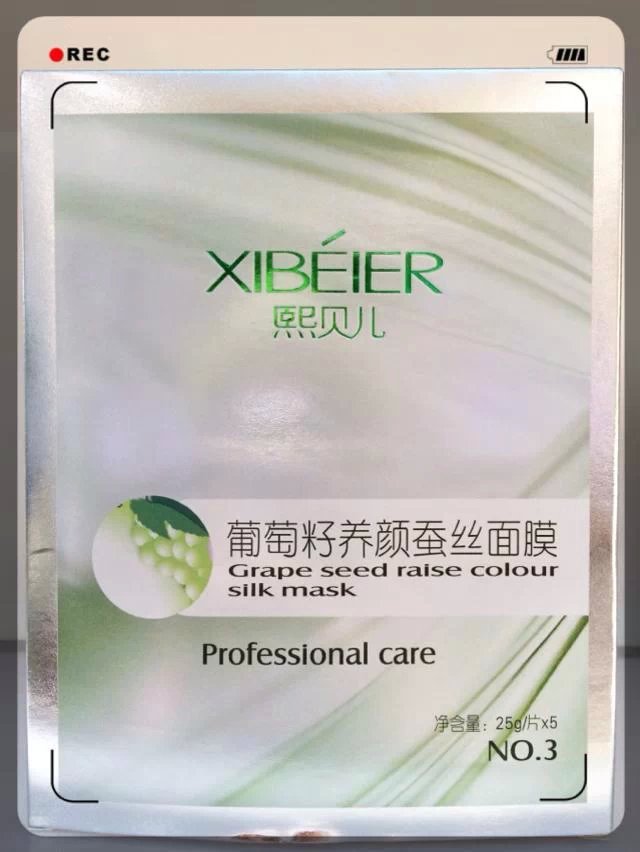 REC
XIBÉIER
熙贝儿
葡萄籽养颜蚕丝面膜
Grape seed raise colour
silk mask
Professional care
净含量：25g/片x5
NO.3